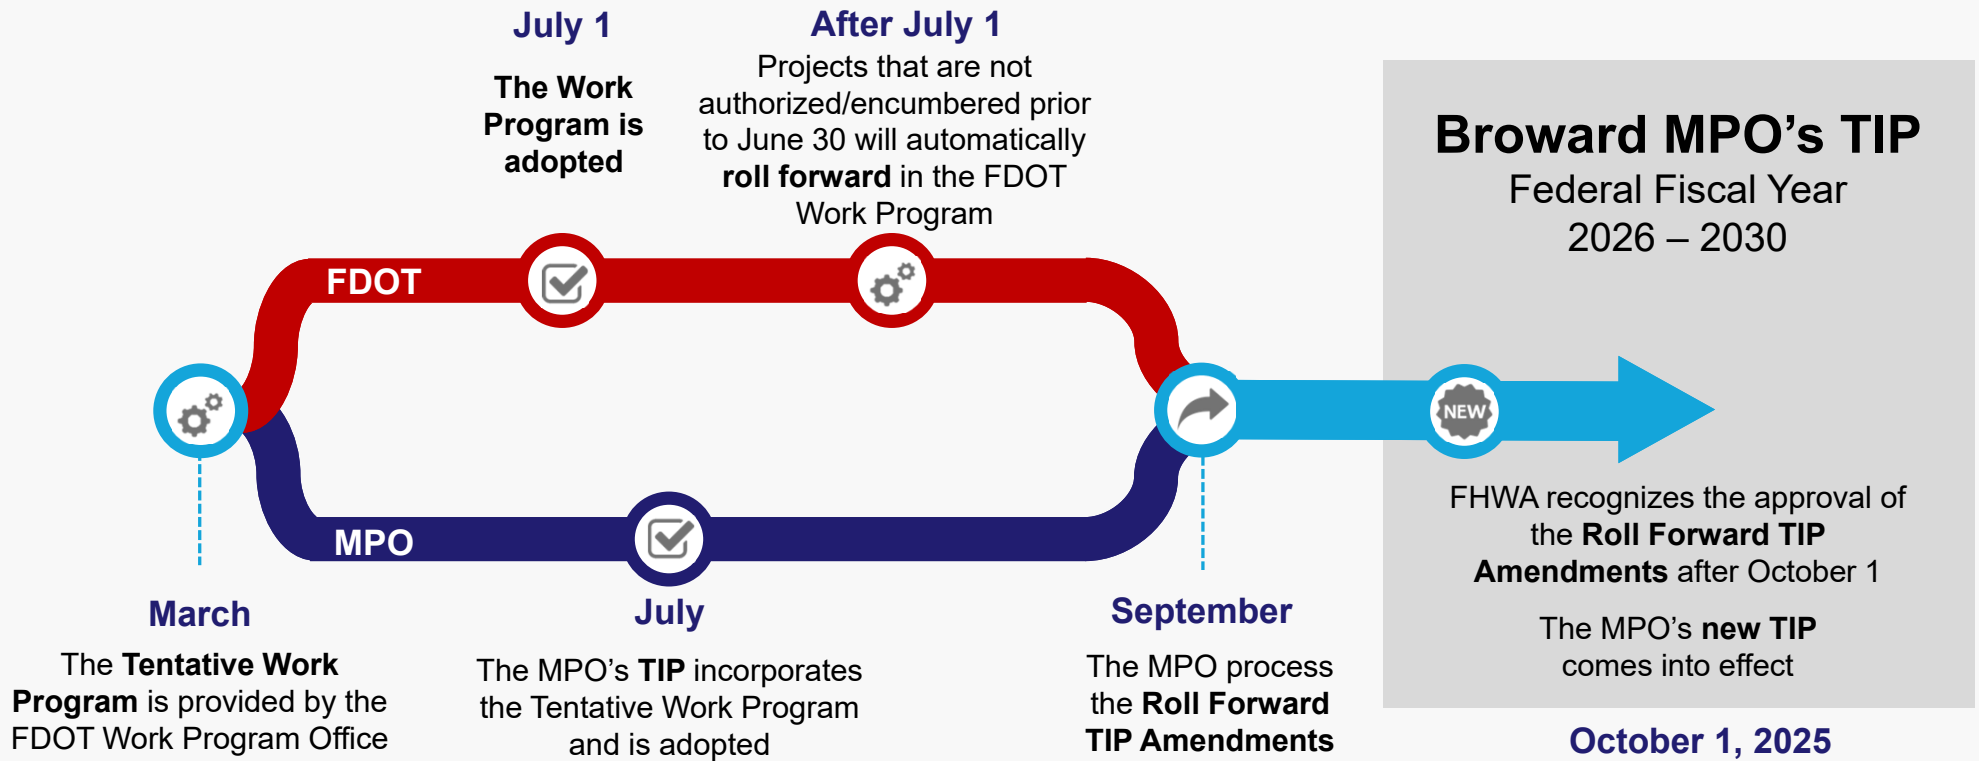 July 1
The Work
Program is
adopted
After July 1
Projects that are not
authorized/encumbered prior
to June 30 will automatically
roll forward in the FDOT
Work Program
Broward MPO’s TIP
Federal Fiscal Year
2026 – 2030
FDOT
NEW
MPO
March
The Tentative Work
Program is provided by the
FDOT Work Program Office
July
The MPO’s TIP incorporates
the Tentative Work Program
and is adopted
September
The MPO process
the Roll Forward
TIP Amendments
FHWA recognizes the approval of
the Roll Forward TIP
Amendments after October 1
The MPO’s new TIP
comes into effect
October 1, 2025